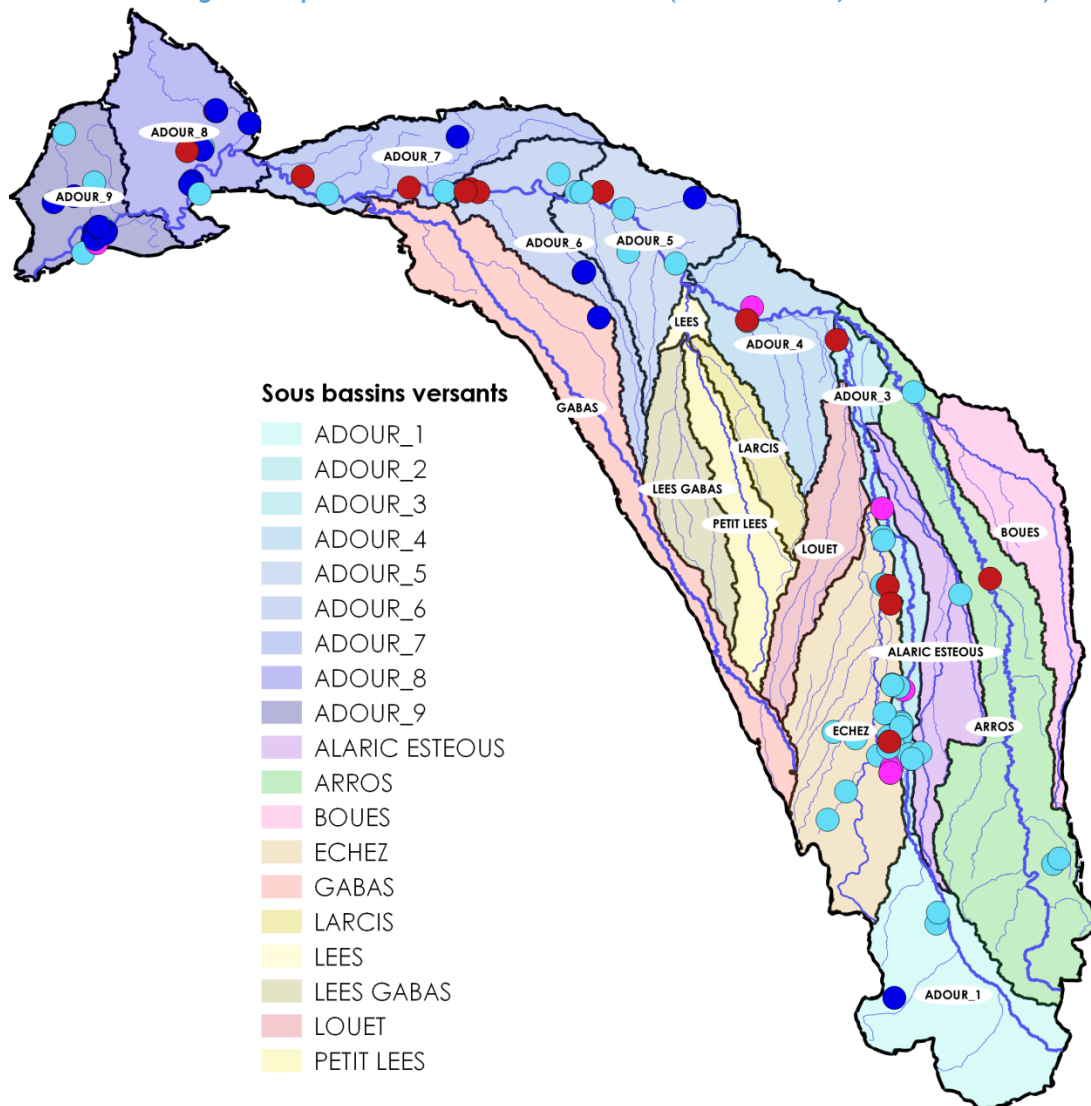 ADOUR_8
ADOUR_7
ADOUR_9
ADOUR_6
ADOUR_5
LEES
ADOUR_4
Sous bassins versants
ADOUR_1
ADOUR_2
ADOUR_3
ADOUR_4
ADOUR_5
ADOUR_6
ADOUR_7
ADOUR_8
ADOUR_9
ALARIC ESTEOUS
ARROS
BOUES
ECHEZ
GABAS
LARCIS
LEES
LEES GABAS
LOUET
PETIT LEES
GABAS
ADOUR_3
LARCIS
LEES GABAS
PETIT LEES
BOUES
LOUET
ALARIC ESTEOUS
ARROS
ECHEZ
ADOUR_1